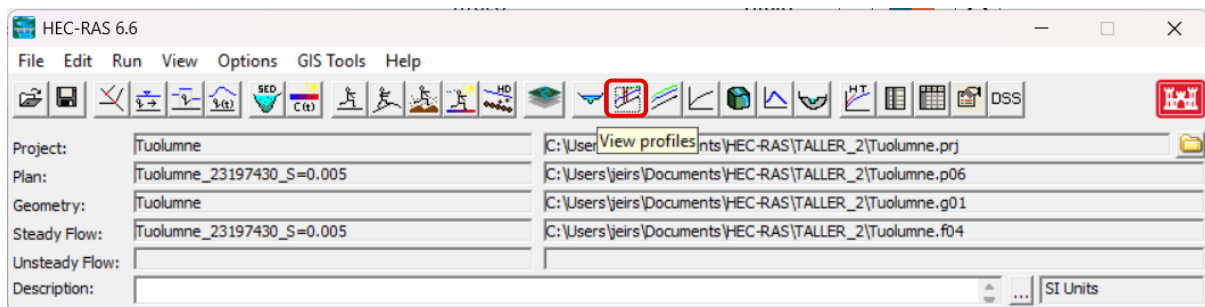 HEC-RAS 6.6
File Edit Run View Options GIS Tools Help
SED C(t) HD HT DSS
View profiles
Project: Tuolumne C:\User nts\HEC-RAS\TALLER_2\Tuolumne.prj
Plan: Tuolumne_23197430_S=0.005 C:\Users\jeirs\Documents\HEC-RAS\TALLER_2\Tuolumne.p06
Geometry: Tuolumne C:\Users\jeirs\Documents\HEC-RAS\TALLER_2\Tuolumne.g01
Steady Flow: Tuolumne_23197430_S=0.005 C:\Users\jeirs\Documents\HEC-RAS\TALLER_2\Tuolumne.f04
Unsteady Flow:
Description: ... SI Units